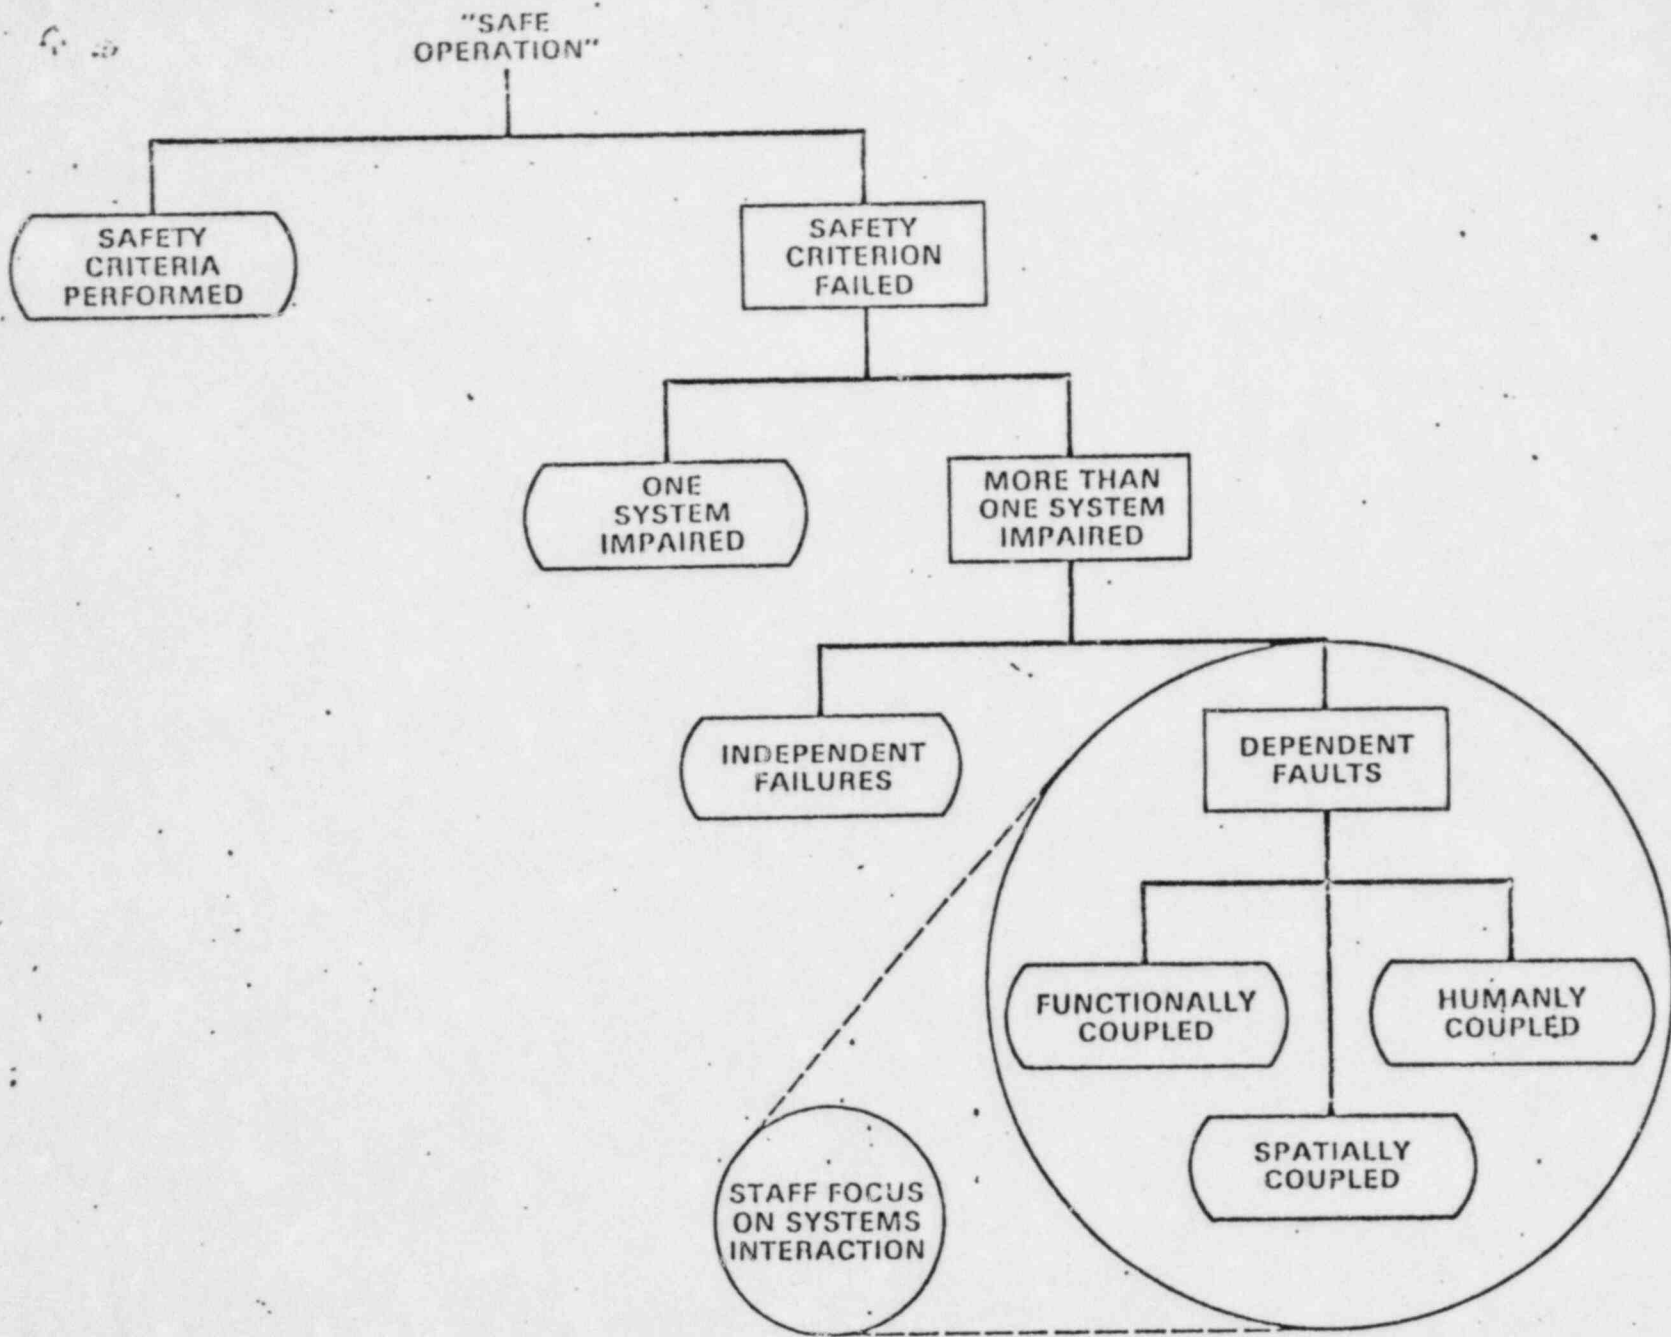 "SAFE
OPERATION"
SAFETY
CRITERIA
PERFORMED
SAFETY
CRITERION
FAILED
ONE
SYSTEM
IMPAIRED
MORE THAN
ONE SYSTEM
IMPAIRED
INDEPENDENT
FAILURES
DEPENDENT
FAULTS
FUNCTIONALLY
COUPLED
HUMANLY
COUPLED
SPATIALLY
COUPLED
STAFF FOCUS
ON SYSTEMS
INTERACTION